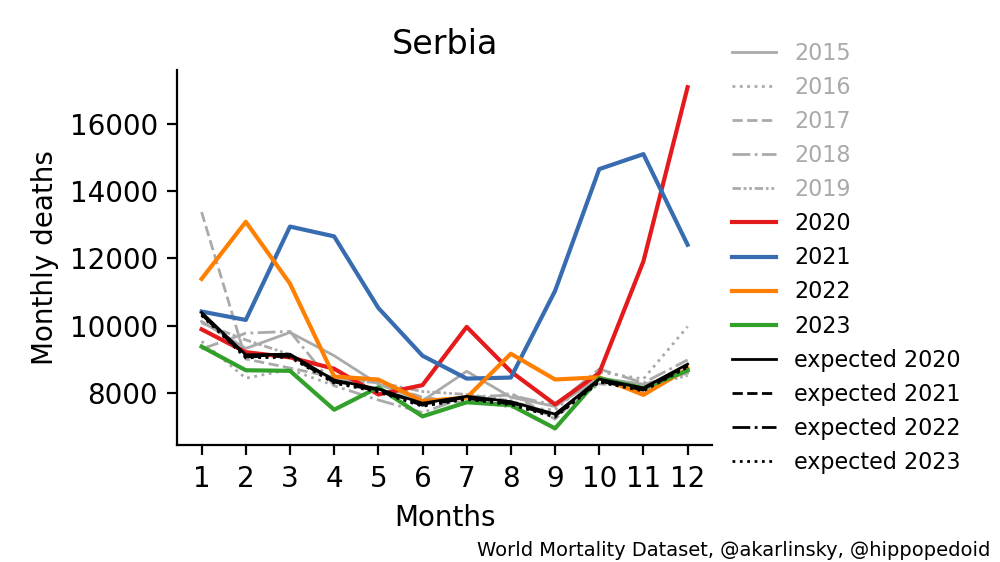 Serbia
Monthly deaths
16000
14000
12000
10000
8000
1 2 3 4 5 6 7 8 9 10 11 12
Months
2015
2016
2017
2018
2019
2020
2021
2022
2023
expected 2020
expected 2021
expected 2022
expected 2023
World Mortality Dataset, @akarlinsky, @hippopedoid